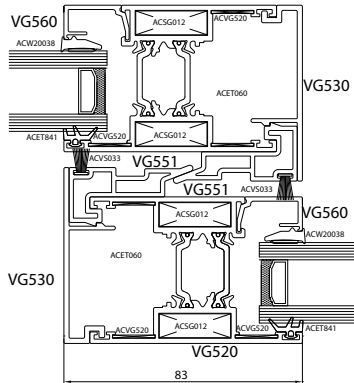 VG560
ACSG012
ACVG520
ACW20038
ACET060
VG530
ACET841
ACVG520
ACSG012
ACVS033
VG551
VG551
ACVS033
ACSG012
VG560
ACW20038
ACET060
VG530
ACVG520
ACSG012
ACVG520
ACET841
VG520
83